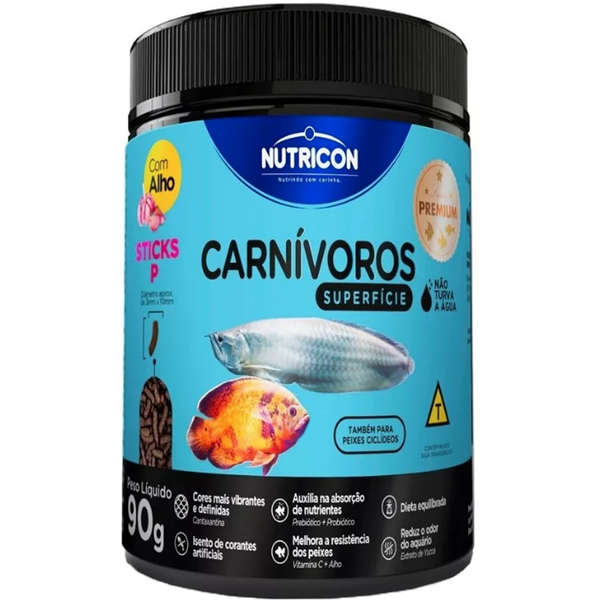 NUTRICON
Nutrindo com carinho.
Com
Alho
STICKS
P
PREMIUM
CARNÍVOROS
SUPERFÍCIE
NÃO
TURVA
A ÁGUA
TAMBÉM PARA
PEIXES CICLÍDEOS
T
Peso Líquido
90g
Cores mais vibrantes
e definidas
Cantaxantina
Isento de corantes
artificiais
Auxilia na absorção
de nutrientes
Prebiótico + Probiótico
Melhora a resistência
dos peixes
Vitamina C + Alho
Dieta equilibrada
Reduz o odor
do aquário
Extrato de Yucca